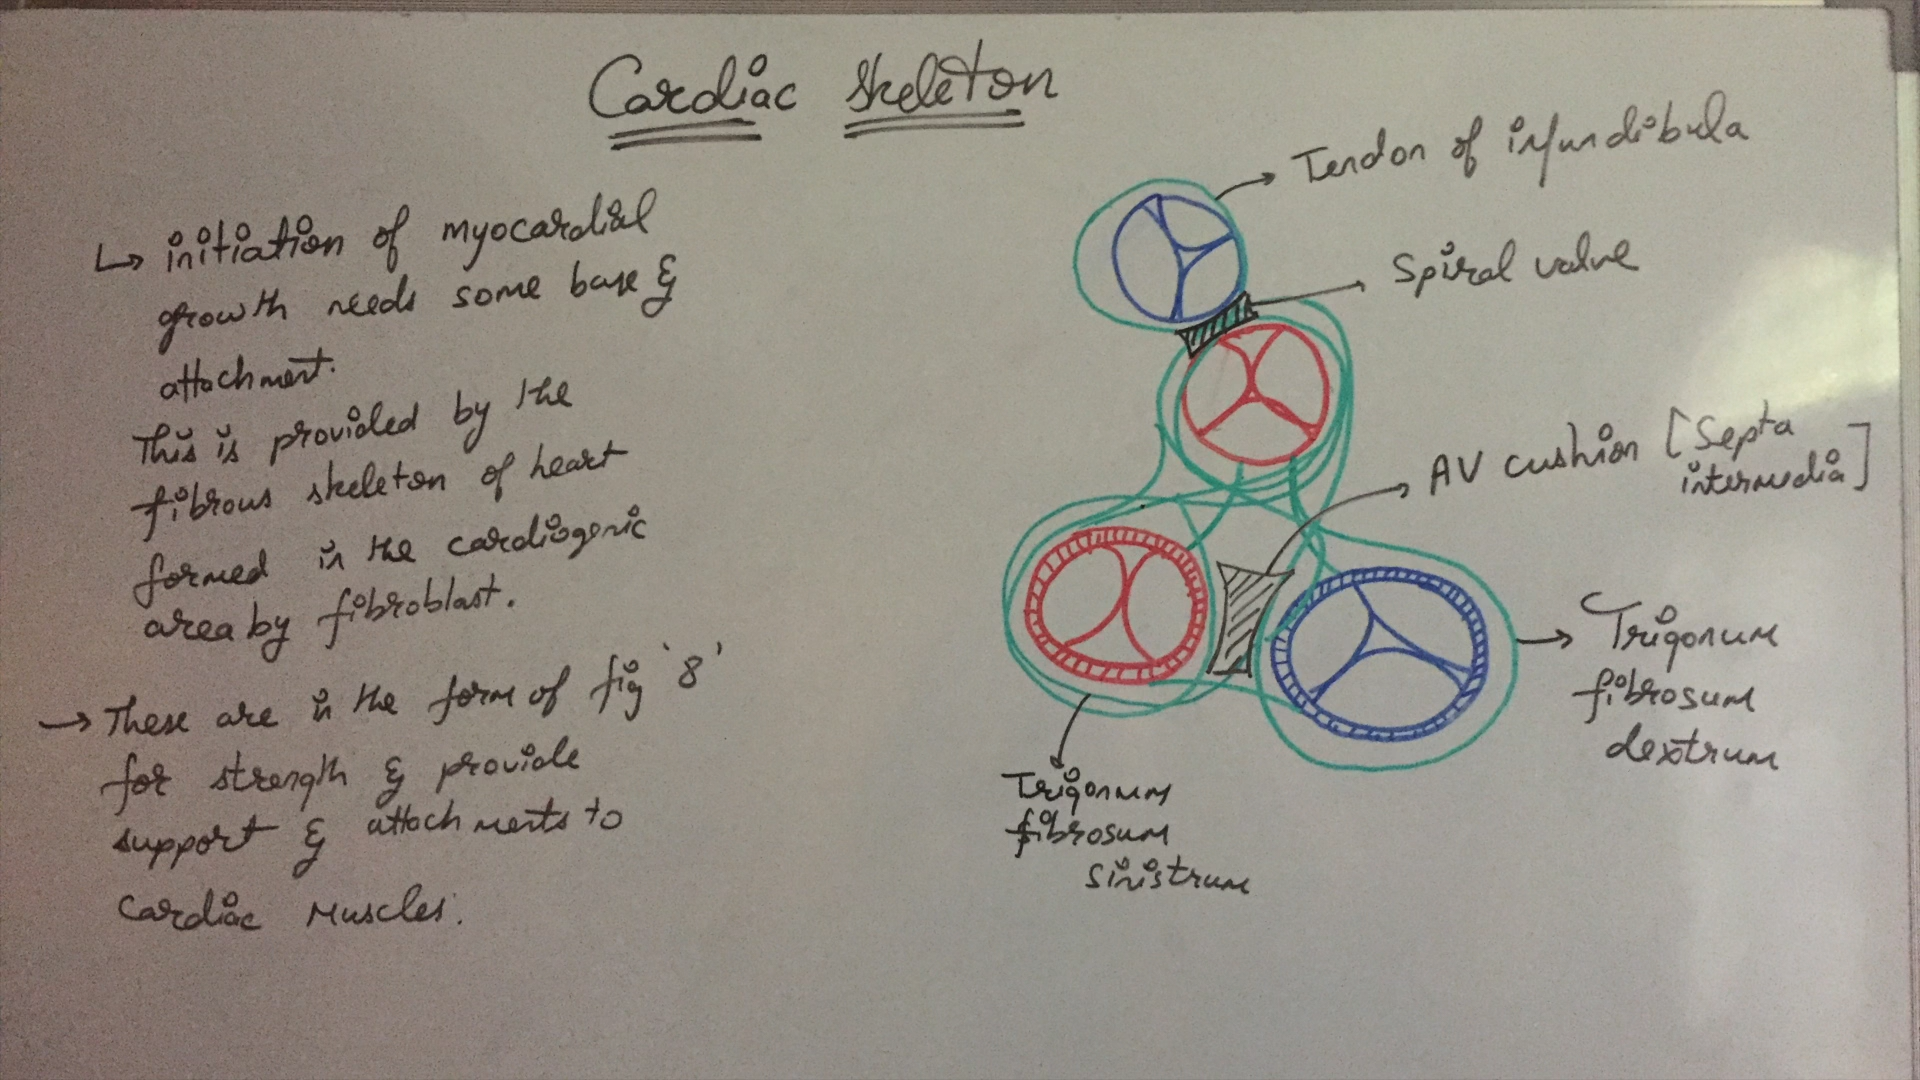 Cardiac Skeleton
↳ initiation of myocardial
growth needs some base &
attachment.
This is provided by the
fibrous skeleton of heart
formed in the cardiogenic
area by fibroblast.
→ These are in the form of fig '8'
for strength & provide
support & attachments to
Cardiac Muscles.
Tendon of infundibula
Spiral valve
AV cushion [Septa
intermedia]
Trigonum
fibrosum
dextrum
Trigonum
fibrosum
sinistrum